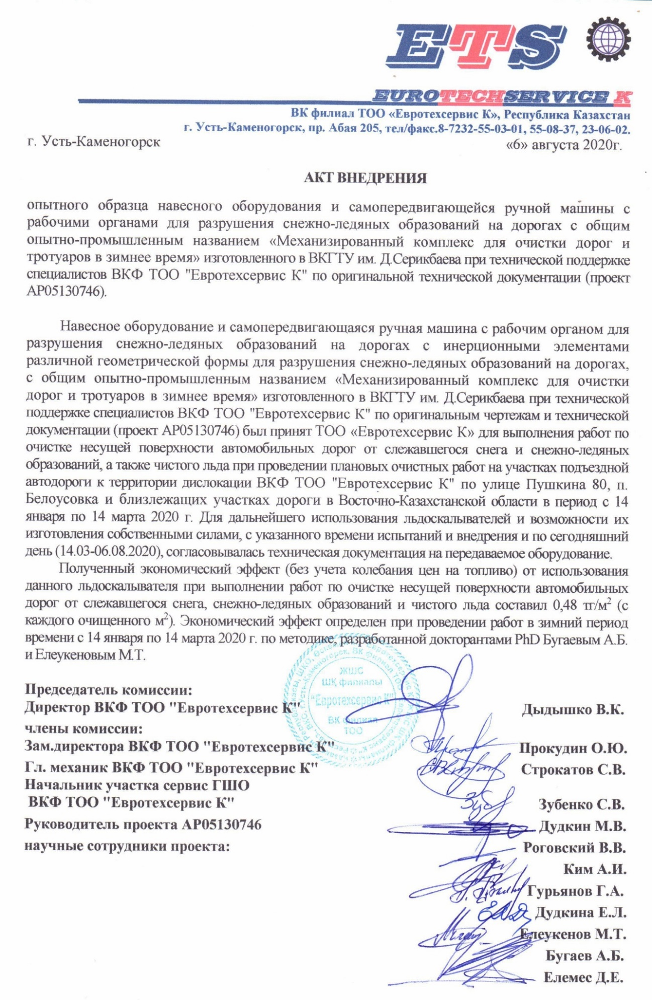 ETS
EUROTECHSERVICE K
ВК филиал ТОО «Евротехсервис К», Республика Казахстан
г. Усть-Каменогорск, пр. Абая 205, тел/факс.8-7232-55-03-01, 55-08-37, 23-06-02.
г. Усть-Каменогорск
«6» августа 2020г.
АКТ ВНЕДРЕНИЯ
опытного образца навесного оборудования и самопередвигающейся ручной машины с
рабочими органами для разрушения снежно-ледяных образований на дорогах с общим
опытно-промышленным названием «Механизированный комплекс для очистки дорог и
тротуаров в зимнее время» изготовленного в ВКГТУ им. Д.Серикбаева при технической поддержке
специалистов ВКФ ТОО "Евротехсервис К" по оригинальной технической документации (проект
АР05130746).
Навесное оборудование и самопередвигающаяся ручная машина с рабочим органом для
разрушения снежно-ледяных образований на дорогах с инерционными элементами
различной геометрической формы для разрушения снежно-ледяных образований на дорогах,
с общим опытно-промышленным названием «Механизированный комплекс для очистки
дорог и тротуаров в зимнее время» изготовленного в ВКГТУ им. Д.Серикбаева при технической
поддержке специалистов ВКФ ТОО "Евротехсервис К" по оригинальным чертежам и технической
документации (проект АР05130746) был принят ТОО «Евротехсервис К» для выполнения работ по
очистке несущей поверхности автомобильных дорог от слежавшегося снега и снежно-ледяных
образований, а также чистого льда при проведении плановых очистных работ на участках подъездной
автодороги к территории дислокации ВКФ ТОО "Евротехсервис К" по улице Пушкина 80, п.
Белоусовка и близлежащих участках дороги в Восточно-Казахстанской области в период с 14
января по 14 марта 2020 г. Для дальнейшего использования льдоскалывателей и возможности их
изготовления собственными силами, с указанного времени испытаний и внедрения и по сегодняшний
день (14.03-06.08.2020), согласовывалась техническая документация на передаваемое оборудование.
Полученный экономический эффект (без учета колебания цен на топливо) от использования
данного льдоскалывателя при выполнении работ по очистке несущей поверхности автомобильных
дорог от слежавшегося снега, снежно-ледяных образований и чистого льда составил 0,48 тг/м² (с
каждого очищенного м²). Экономический эффект определен при проведении работ в зимний период
времени с 14 января по 14 марта 2020 г. по методике, разработанной докторантами PhD Бугаевым А.Б.
и Елеукеновым М.Т.
ЖШС
ШҚ филиалы
"Евротехсервис К"
ВК филиал
ТОО
Председатель комиссии:
Директор ВКФ ТОО "Евротехсервис К" Дыдышко В.К.
члены комиссии:
Зам.директора ВКФ ТОО "Евротехсервис К" Прокудин О.Ю.
Гл. механик ВКФ ТОО "Евротехсервис К" Строкатов С.В.
Начальник участка сервис ГШО
ВКФ ТОО "Евротехсервис К" Зубенко С.В.
Руководитель проекта АР05130746 Дудкин М.В.
научные сотрудники проекта: Роговский В.В.
Ким А.И.
Гурьянов Г.А.
Дудкина Е.Л.
Елеукенов М.Т.
Бугаев А.Б.
Елемес Д.Е.